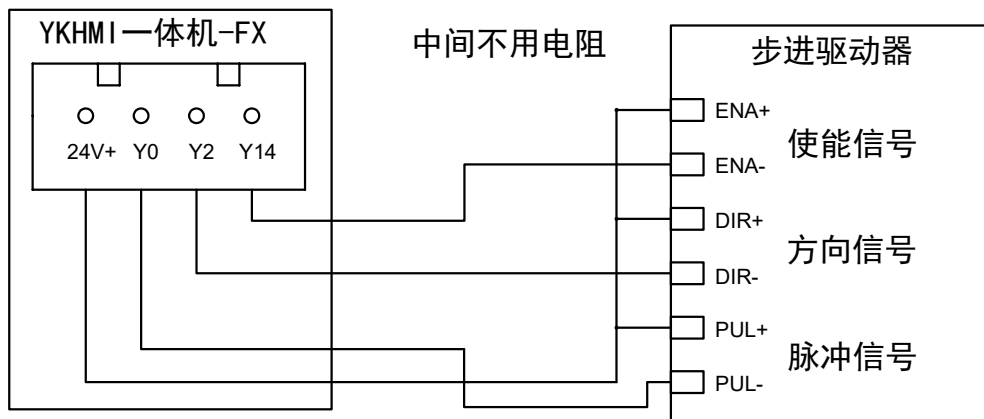 YKHMI一体机-FX
中间不用电阻
步进驱动器
24V+ Y0 Y2 Y14
ENA+
使能信号
ENA-
DIR+
方向信号
DIR-
PUL+
脉冲信号
PUL-